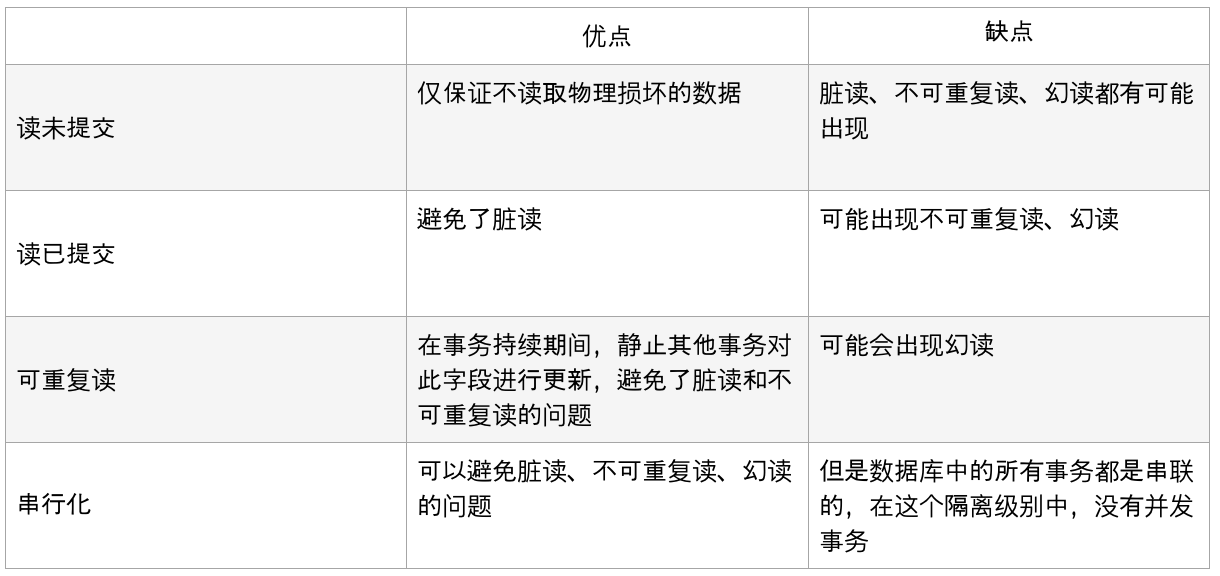 优点
缺点
读未提交
仅保证不读取物理损坏的数据
脏读、不可重复读、幻读都有可能
出现
读已提交
避免了脏读
可能出现不可重复读、幻读
可重复读
在事务持续期间，静止其他事务对
此字段进行更新，避免了脏读和不
可重复读的问题
可能会出现幻读
串行化
可以避免脏读、不可重复读、幻读
的问题
但是数据库中的所有事务都是串联
的，在这个隔离级别中，没有并发
事务